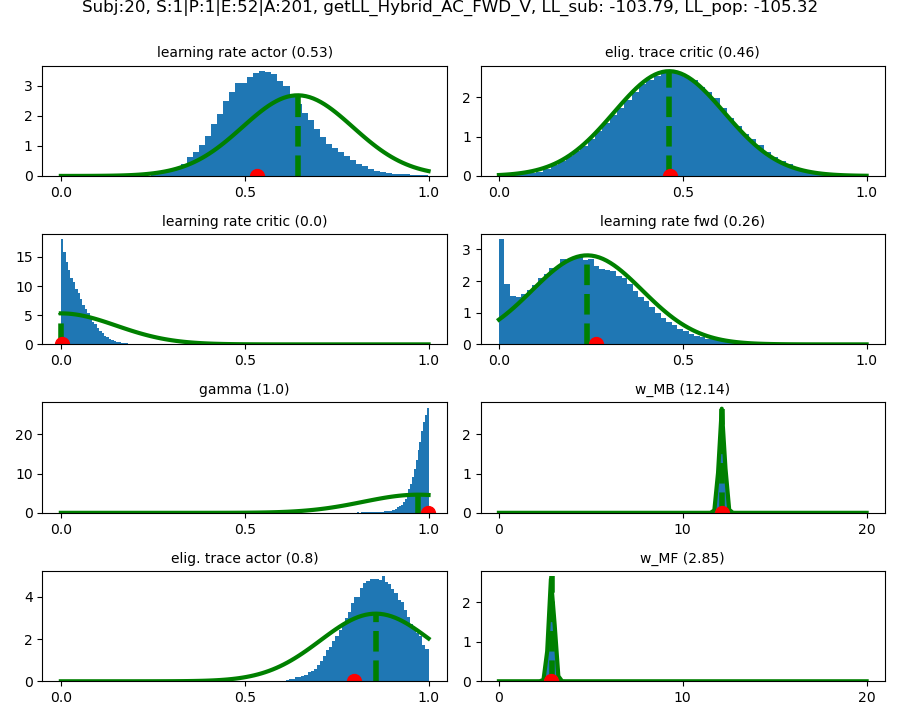 Subj:20, S:1|P:1|E:52|A:201, getLL_Hybrid_AC_FWD_V, LL_sub: -103.79, LL_pop: -105.32
learning rate actor (0.53)
3
2
1
0
0.0 0.5 1.0
elig. trace critic (0.46)
2
1
0
0.0 0.5 1.0
learning rate critic (0.0)
15
10
5
0
0.0 0.5 1.0
learning rate fwd (0.26)
3
2
1
0
0.0 0.5 1.0
gamma (1.0)
20
10
0
0.0 0.5 1.0
w_MB (12.14)
2
1
0
0 10 20
elig. trace actor (0.8)
4
2
0
0.0 0.5 1.0
w_MF (2.85)
2
1
0
0 10 20